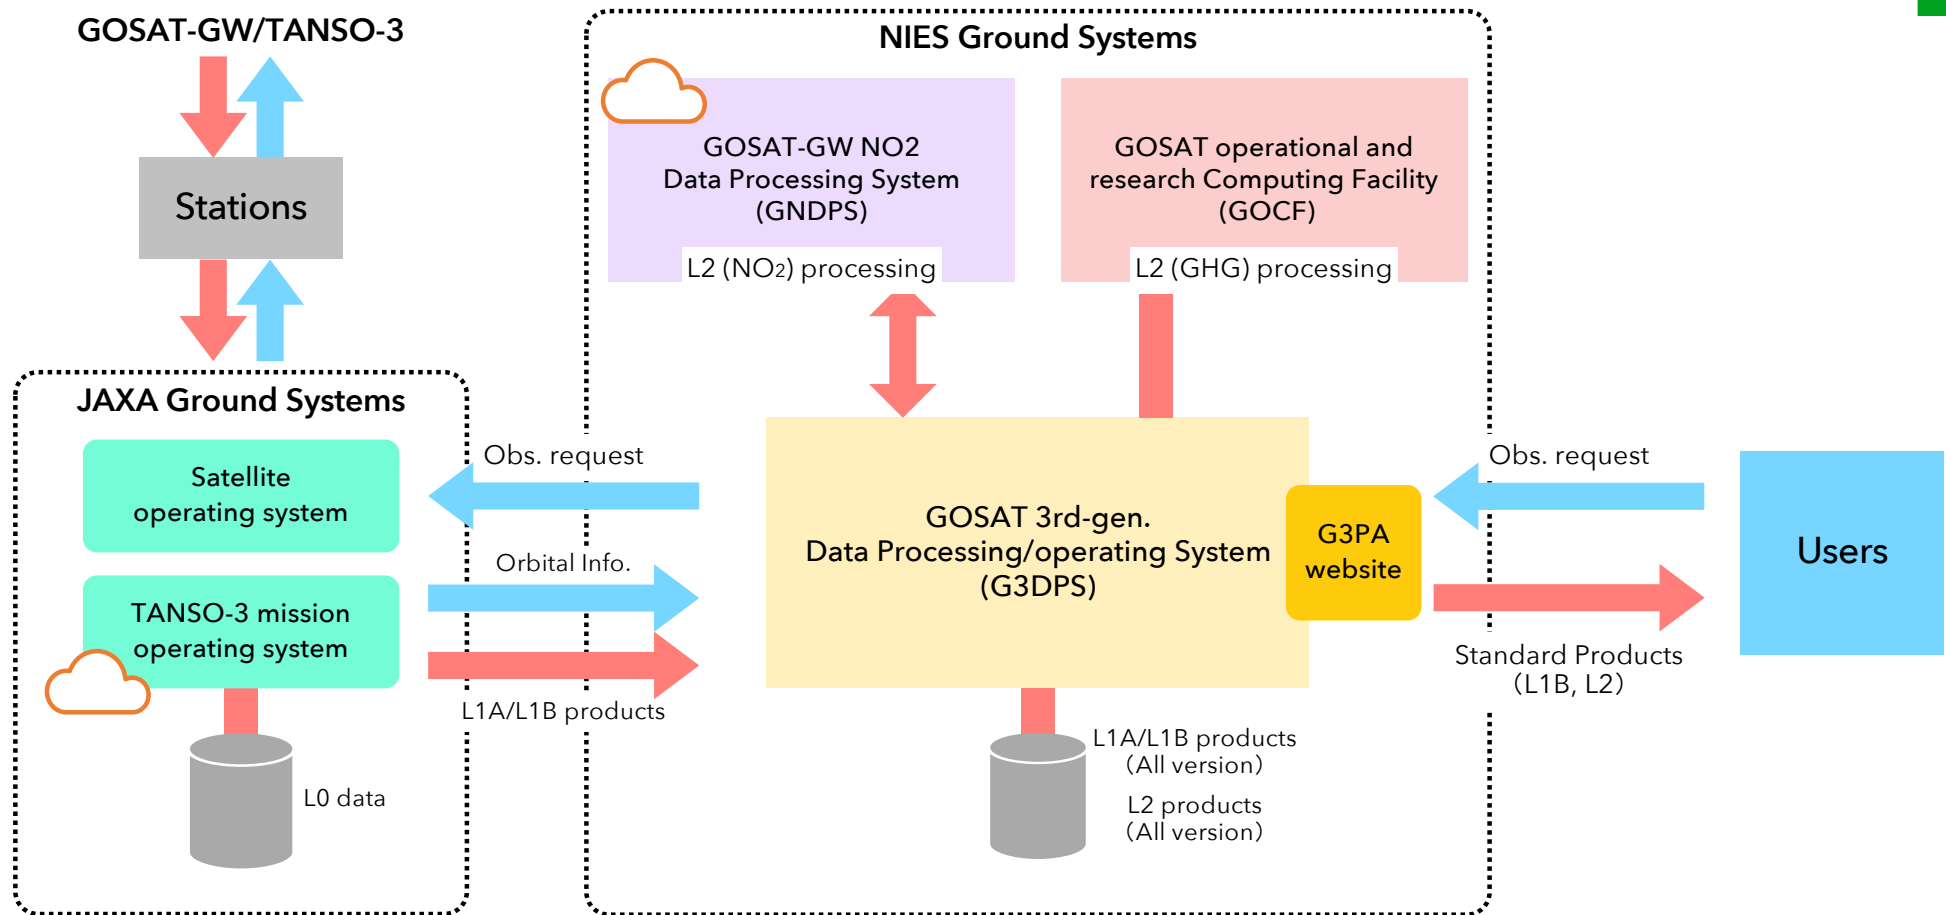 GOSAT-GW/TANSO-3
Stations
JAXA Ground Systems
Satellite
operating system
TANSO-3 mission
operating system
L0 data
Obs. request
Orbital Info.
L1A/L1B products
NIES Ground Systems
GOSAT-GW NO2
Data Processing System
(GNDPS)
L2 (NO₂) processing
GOSAT operational and
research Computing Facility
(GOCF)
L2 (GHG) processing
GOSAT 3rd-gen.
Data Processing/operating System
(G3DPS)
G3PA
website
L1A/L1B products
（All version）
L2 products
（All version）
Obs. request
Standard Products
（L1B, L2）
Users